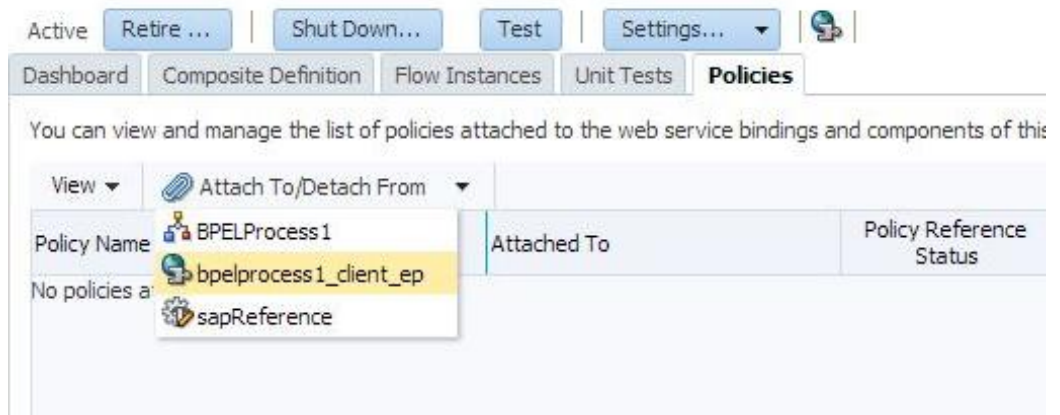 Active Retire ... Shut Down... Test Settings...
Dashboard Composite Definition Flow Instances Unit Tests Policies
You can view and manage the list of policies attached to the web service bindings and components of this
View Attach To/Detach From
Policy Name Attached To Policy Reference
Status
BPELProcess1
bpelprocess1_client_ep
No policies a
sapReference